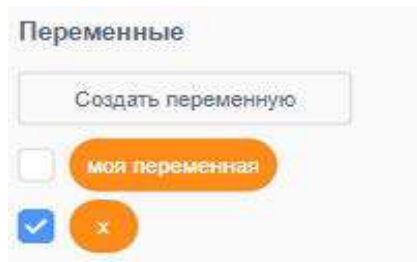 Переменные
Создать переменную
моя переменная
x